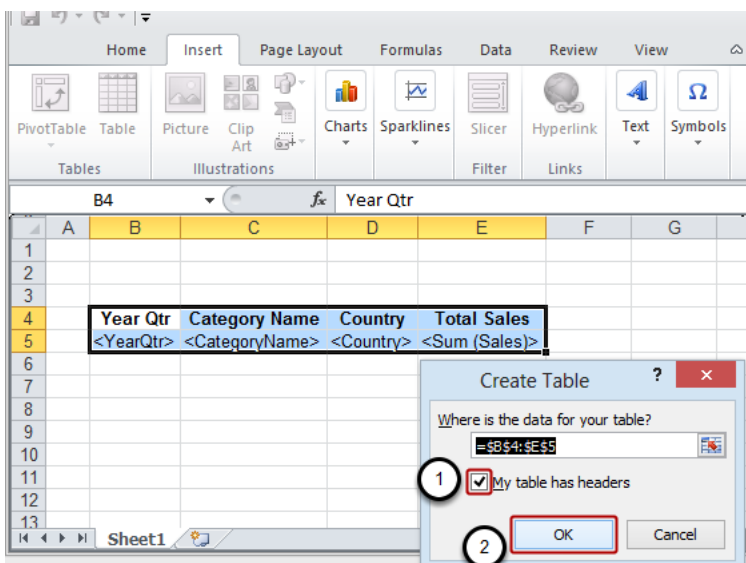 Home Insert Page Layout Formulas Data Review View
PivotTable Table Picture Clip Art Charts Sparklines Slicer Hyperlink Text Symbols
Tables Illustrations Filter Links
B4 fx Year Qtr
A B C D E F G
1
2
3
4 Year Qtr Category Name Country Total Sales
5 <YearQtr> <CategoryName> <Country> <Sum (Sales)>
6
7
8
9
10
11
12
13
Create Table ? ×
Where is the data for your table?
=$B$4:$E$5
1 My table has headers
2 OK Cancel
Sheet1